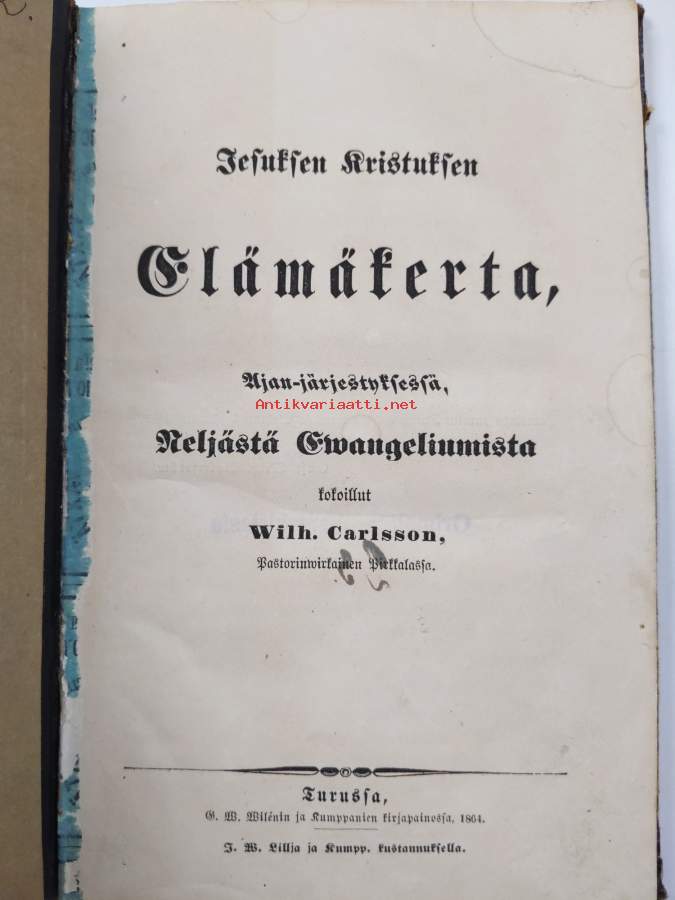 Jesuksen Kristuksen
Elämäkerta,
Ajan-järjestyksessä,
Antikvariaatti.net
Neljästä Ewangeliumista
kokoillut
Wilh. Carlsson,
Pastorinwirkainen Pirkkalassa.
Turussa,
G. W. Wilénin ja Kumppanien kirjapainossa, 1864.
J. W. Lillja ja Kumpp. kustannuksella.